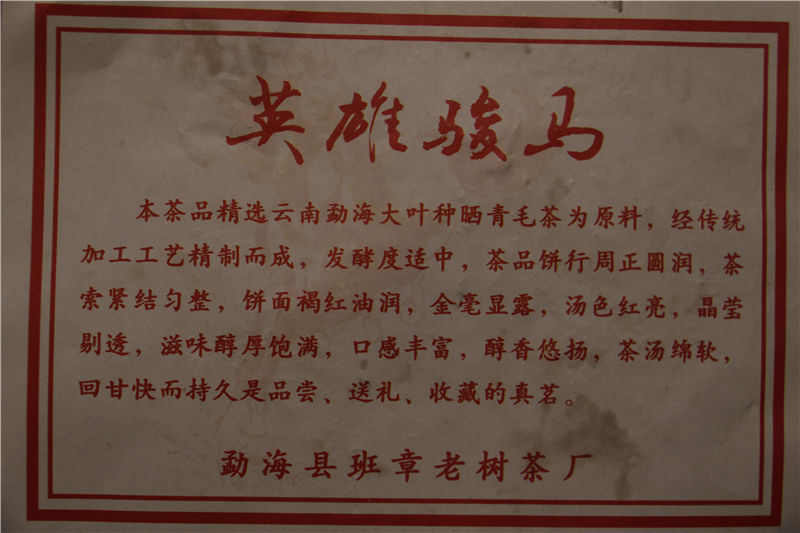 英雄骏马
本茶品精选云南勐海大叶种晒青毛茶为原料，经传统
加工工艺精制而成，发酵度适中，茶品饼行周正圆润，茶
索紧结匀整，饼面褐红油润，金毫显露，汤色红亮，晶莹
剔透，滋味醇厚饱满，口感丰富，醇香悠扬，茶汤绵软，
回甘快而持久是品尝、送礼、收藏的真茗。
勐海县班章老树茶厂